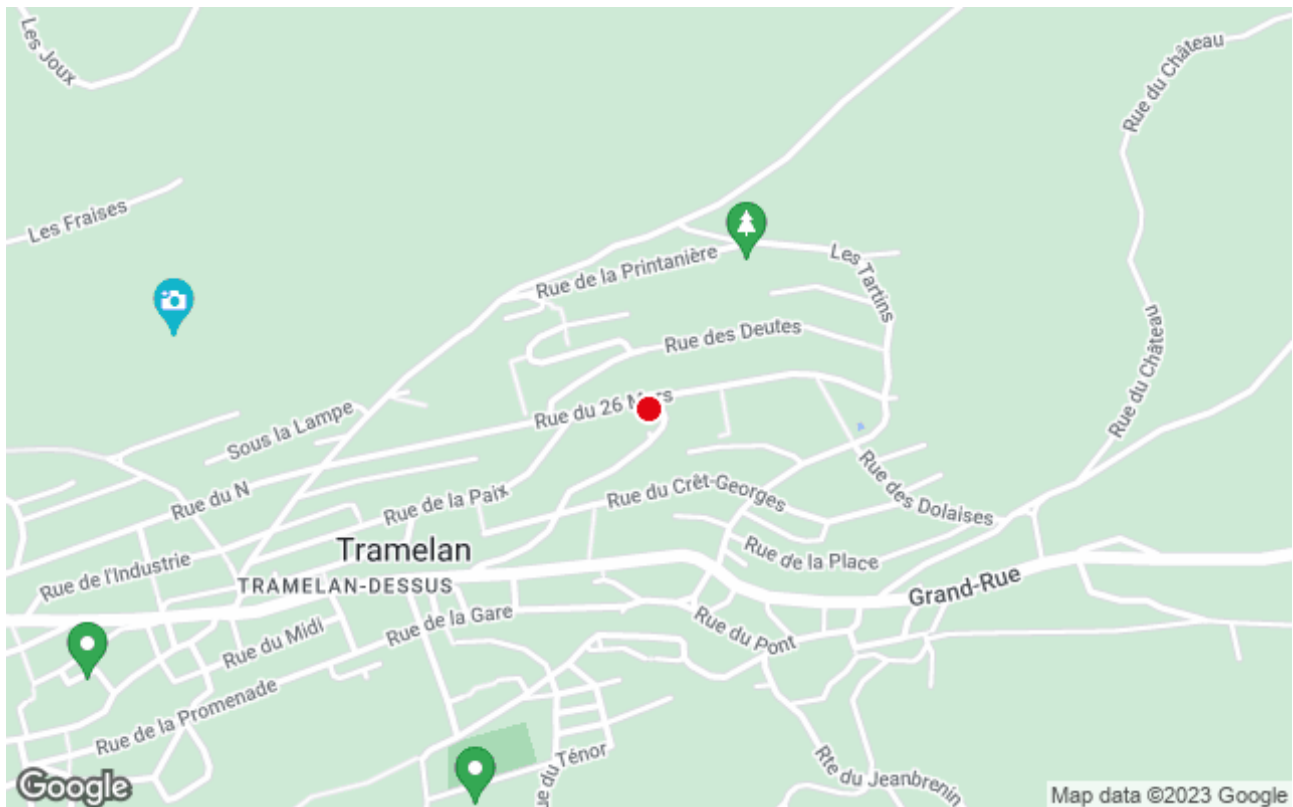 Les Joux
Rue du Château
Les Fraises
Rue de la Printanière
Les Tartins
Rue des Deutes
Rue du Château
Sous la Lampe
Rue du 26 M rs
Rue du N
Rue de la Paix
Rue du Crêt-Georges
Rue des Dolaises
Tramelan
Rue de la Place
Rue de l'Industrie
TRAMELAN-DESSUS
Grand-Rue
Rue de la Gare
Rue du Midi
Rue du Pont
Rue de la Promenade
ue du Ténor
Rte du Jeanbrenin
Google
Map data ©2023 Google